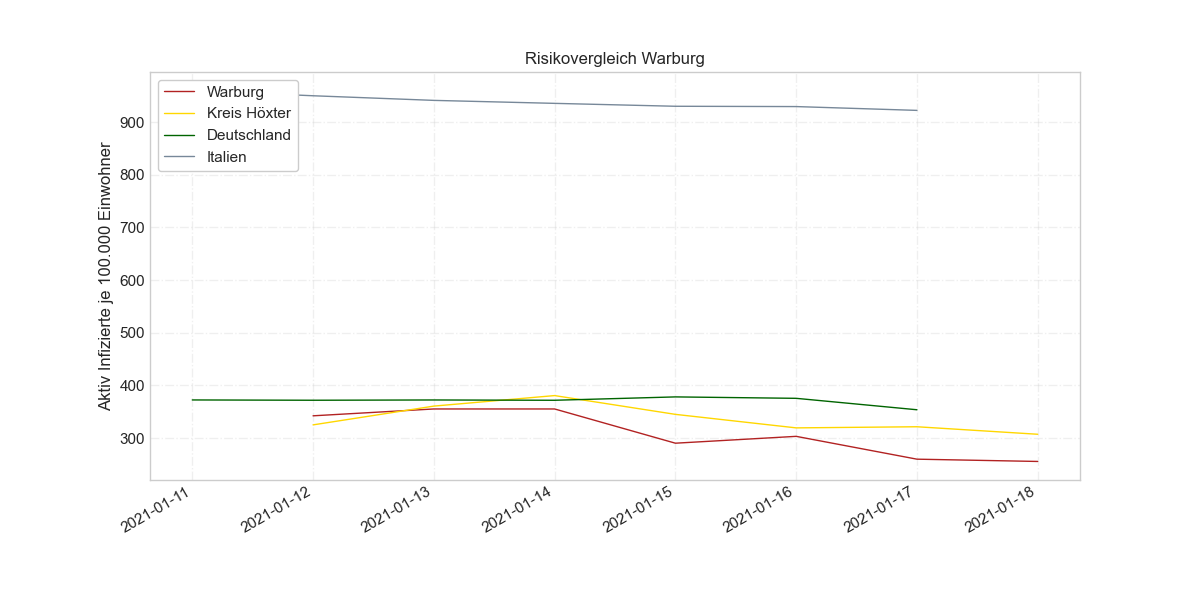 Risikovergleich Warburg
Warburg
Kreis Höxter
Deutschland
Italien
Aktiv Infizierte je 100.000 Einwohner
900
800
700
600
500
400
300
2021-01-11
2021-01-12
2021-01-13
2021-01-14
2021-01-15
2021-01-16
2021-01-17
2021-01-18